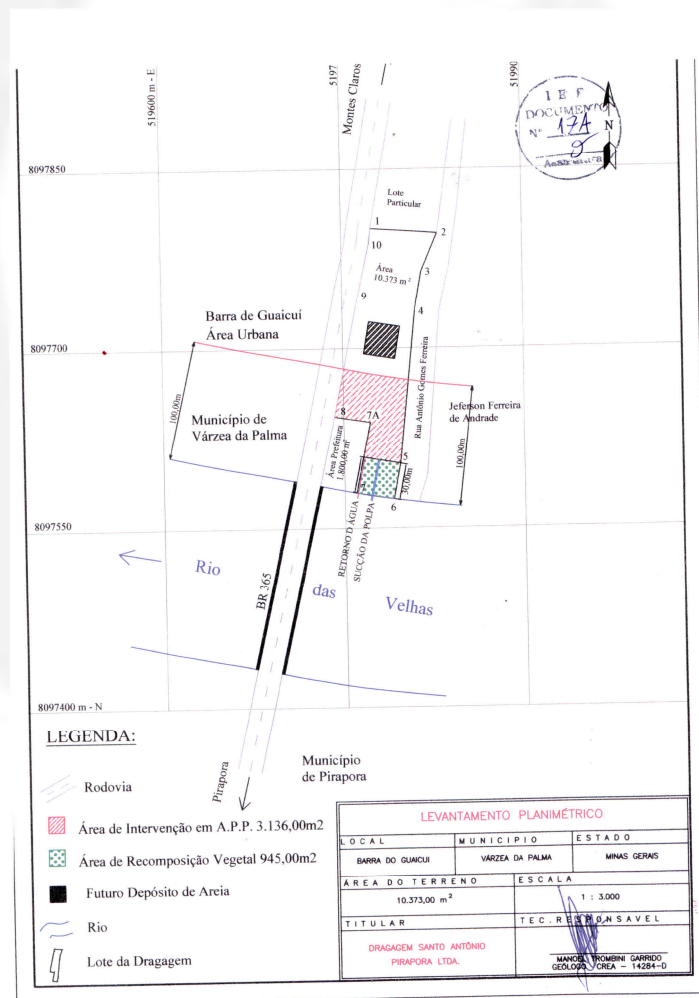 519600 m - E
5197
51990
Montes Claros
I E F
DOCUMENTO
Nº 17A
N
8097850
Lote
Particular
1
2
10
3
Área
10.373 m²
9
4
Barra de Guaicuí
Área Urbana
8097700
Rua Antônio Gomes Ferreira
100,00m
Município de
Várzea da Palma
8
7A
Jeferson Ferreira
de Andrade
Área Prefeitura
1.800,00 m²
5
100,00m
30,00m
7
6
RETORNO D ÁGUA
SUCÇÃO DA POLPA
8097550
Rio
das
Velhas
BR 365
8097400 m - N
LEGENDA:
Pirapora
Município
de Pirapora
Rodovia
Área de Intervenção em A.P.P. 3.136,00m2
Área de Recomposição Vegetal 945,00m2
Futuro Depósito de Areia
Rio
Lote da Dragagem
LEVANTAMENTO PLANIMÉTRICO
LOCAL
MUNICIPIO
ESTADO
BARRA DO GUAICUI
VÁRZEA DA PALMA
MINAS GERAIS
ÁREA DO TERRENO
ESCALA
10.373,00 m²
1 : 3.000
TITULAR
TEC. RESPONSAVEL
DRAGAGEM SANTO ANTÔNIO
PIRAPORA LTDA.
MANOEL TROMBINI GARRIDO
GEÓLOGO CREA - 14284-D